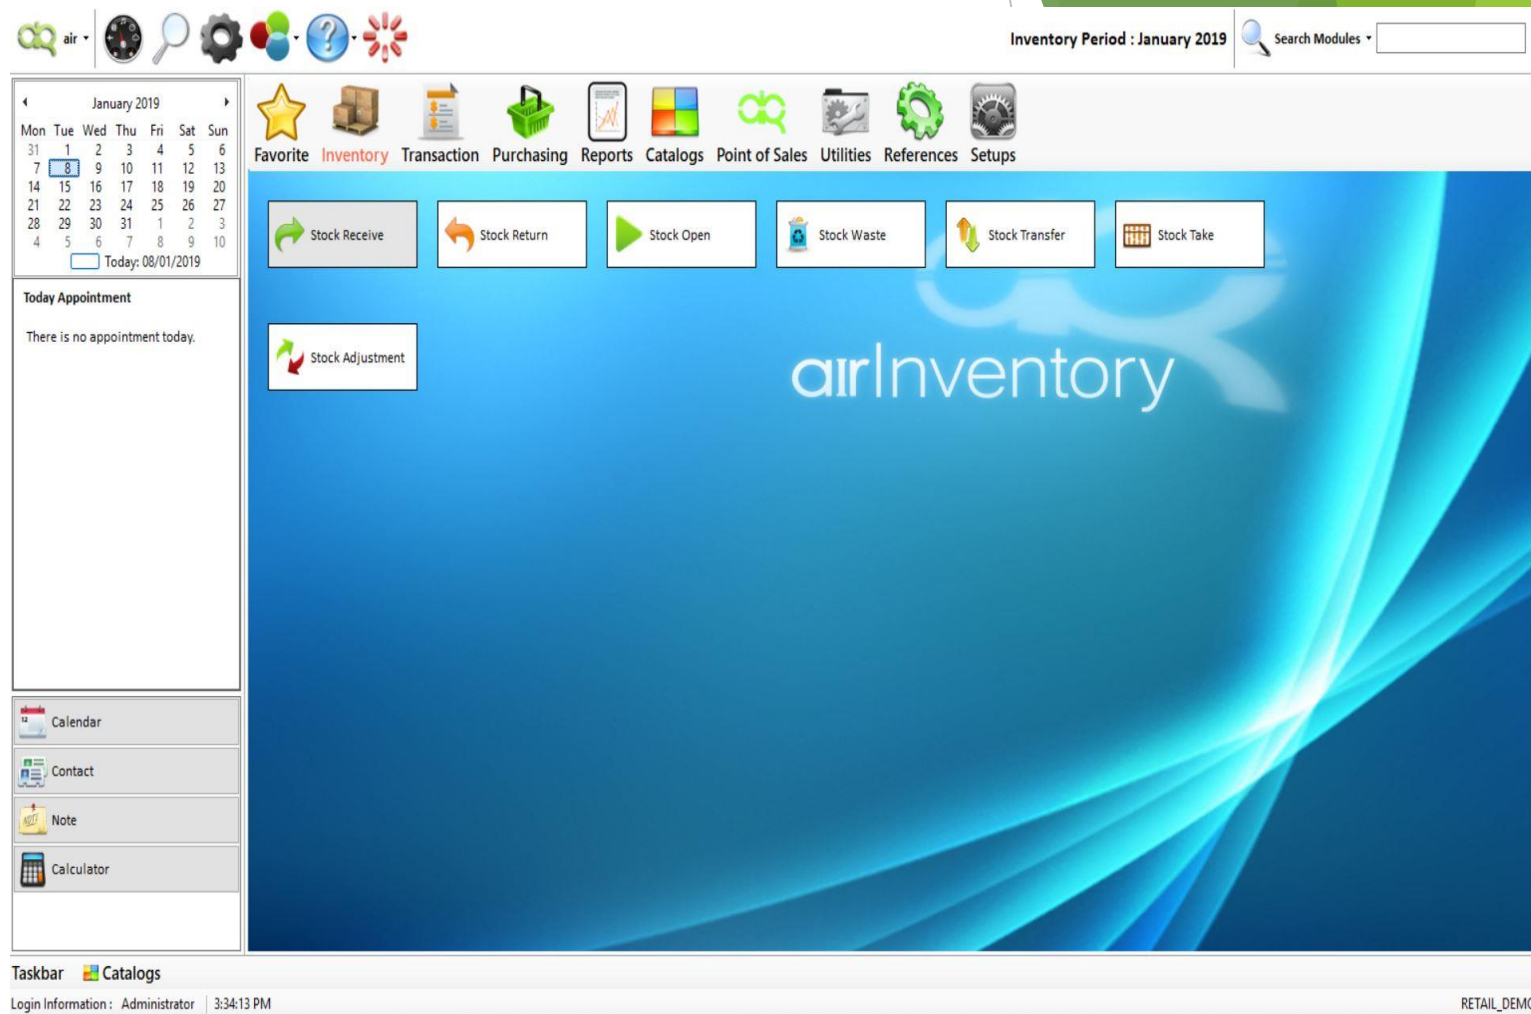 air
Inventory Period : January 2019
Search Modules
January 2019
Mon Tue Wed Thu Fri Sat Sun
31 1 2 3 4 5 6
7 8 9 10 11 12 13
14 15 16 17 18 19 20
21 22 23 24 25 26 27
28 29 30 31 1 2 3
4 5 6 7 8 9 10
Today: 08/01/2019
Favorite Inventory Transaction Purchasing Reports Catalogs Point of Sales Utilities References Setups
Stock Receive Stock Return Stock Open Stock Waste Stock Transfer Stock Take
Stock Adjustment
airInventory
Today Appointment
There is no appointment today.
12 Calendar
Contact
NOTE Note
Calculator
Taskbar Catalogs
Login Information : Administrator 3:34:13 PM RETAIL_DEMO